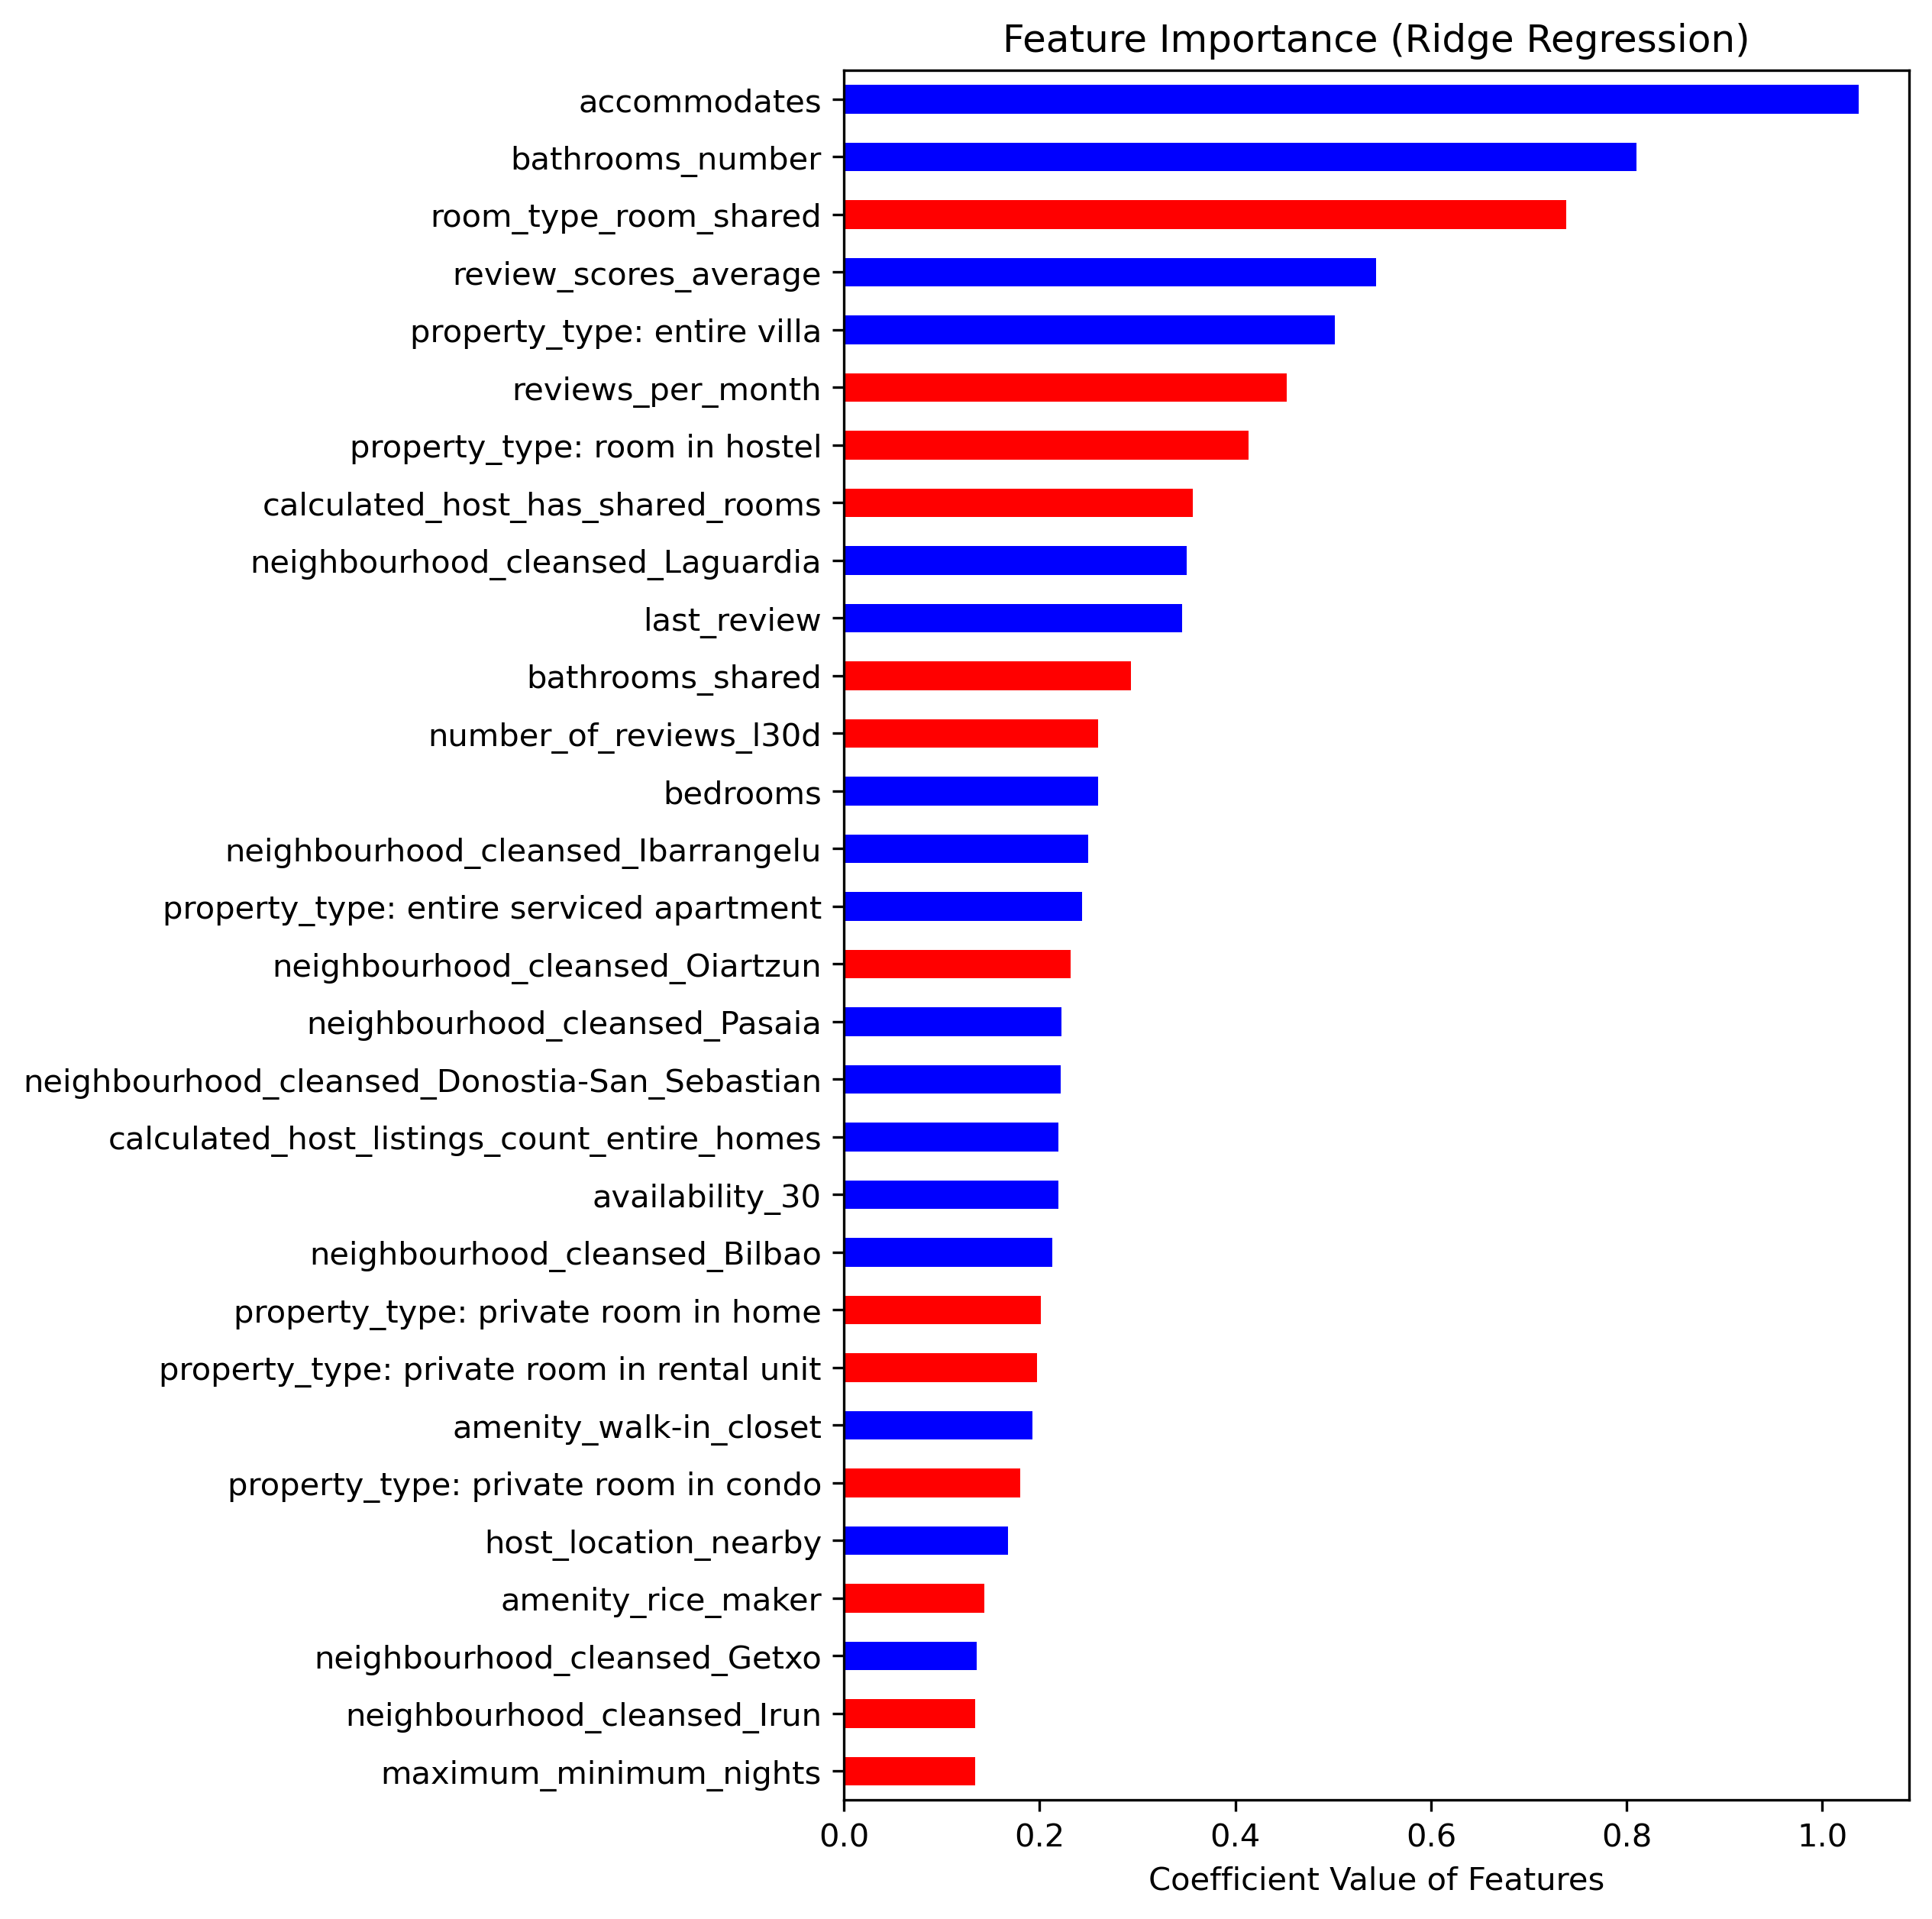 Feature Importance (Ridge Regression)
accommodates
bathrooms_number
room_type_room_shared
review_scores_average
property_type: entire villa
reviews_per_month
property_type: room in hostel
calculated_host_has_shared_rooms
neighbourhood_cleansed_Laguardia
last_review
bathrooms_shared
number_of_reviews_l30d
bedrooms
neighbourhood_cleansed_Ibarrangelu
property_type: entire serviced apartment
neighbourhood_cleansed_Oiartzun
neighbourhood_cleansed_Pasaia
neighbourhood_cleansed_Donostia-San_Sebastian
calculated_host_listings_count_entire_homes
availability_30
neighbourhood_cleansed_Bilbao
property_type: private room in home
property_type: private room in rental unit
amenity_walk-in_closet
property_type: private room in condo
host_location_nearby
amenity_rice_maker
neighbourhood_cleansed_Getxo
neighbourhood_cleansed_Irun
maximum_minimum_nights
0.0 0.2 0.4 0.6 0.8 1.0
Coefficient Value of Features